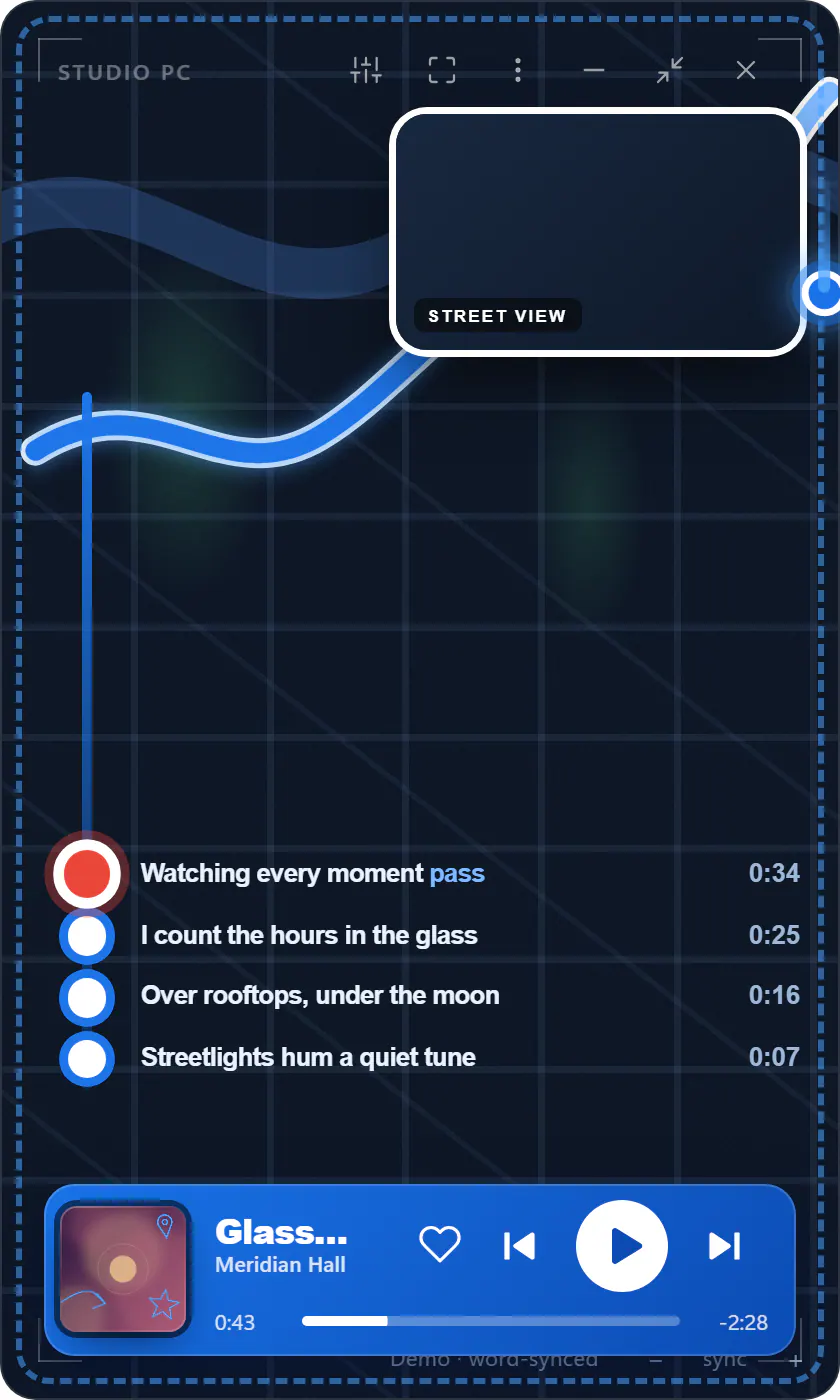 STUDIO PC
STREET VIEW
Watching every moment pass 0:34
I count the hours in the glass 0:25
Over rooftops, under the moon 0:16
Streetlights hum a quiet tune 0:07
Glass...
Meridian Hall
0:43 -2:28
Demo · word-synced − sync +